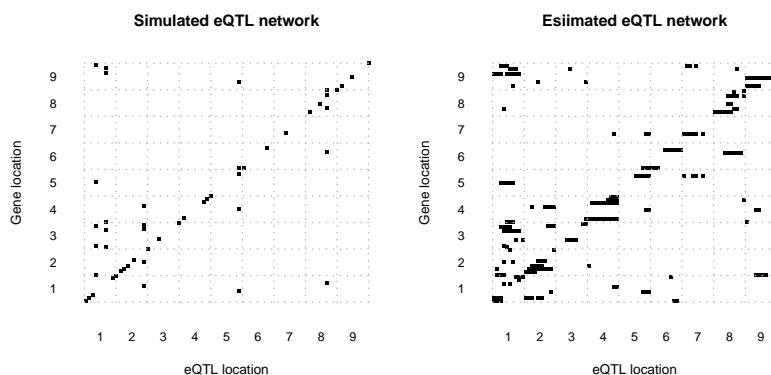 Simulated eQTL network
Gene location
9
8
7
6
5
4
3
2
1
1 2 3 4 5 6 7 8 9
eQTL location
Esiimated eQTL network
Gene location
9
8
7
6
5
4
3
2
1
1 2 3 4 5 6 7 8 9
eQTL location